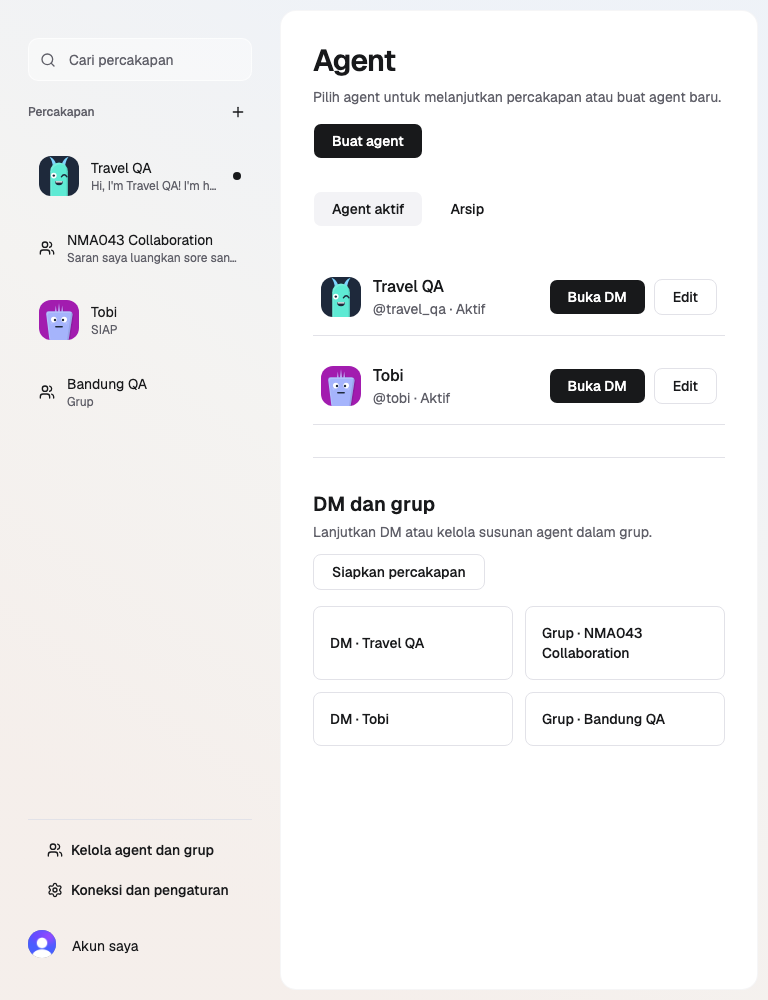 Cari percakapan
Percakapan
Travel QA
Hi, I'm Travel QA! I'm h...
NMA043 Collaboration
Saran saya luangkan sore san...
Tobi
SIAP
Bandung QA
Grup
Kelola agent dan grup
Koneksi dan pengaturan
Akun saya
Agent
Pilih agent untuk melanjutkan percakapan atau buat agent baru.
Buat agent
Agent aktif
Arsip
Travel QA
@travel_qa · Aktif
Buka DM
Edit
Tobi
@tobi · Aktif
Buka DM
Edit
DM dan grup
Lanjutkan DM atau kelola susunan agent dalam grup.
Siapkan percakapan
DM · Travel QA
Grup · NMA043
Collaboration
DM · Tobi
Grup · Bandung QA